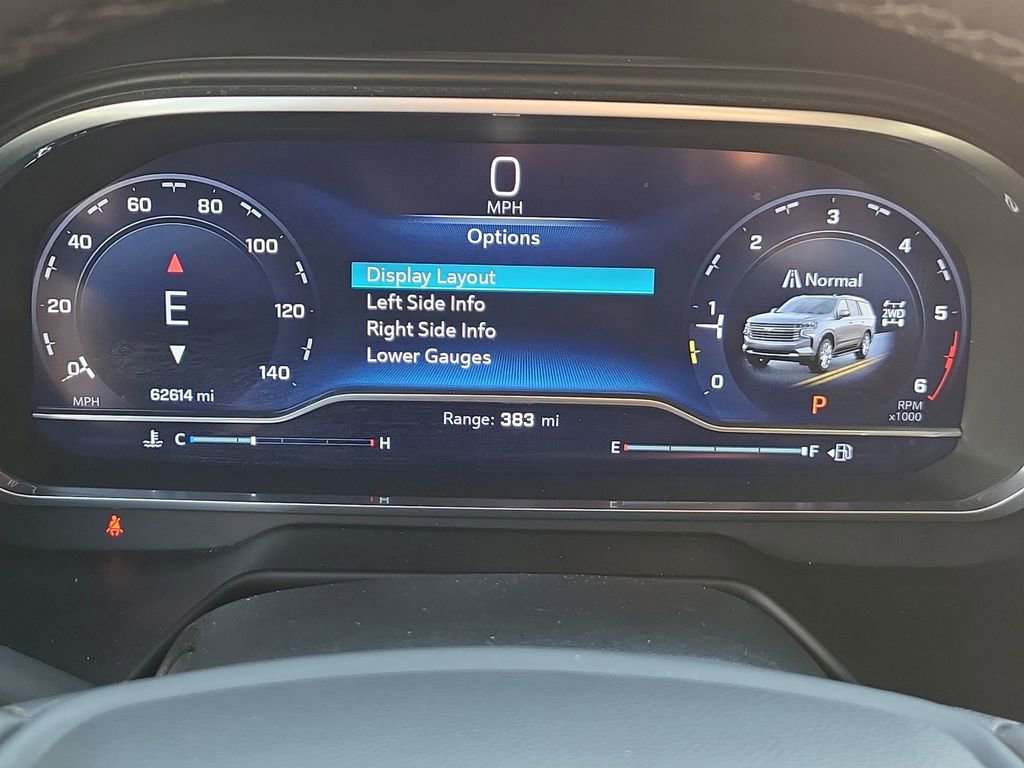 0
MPH
Options
Display Layout
Left Side Info
Right Side Info
Lower Gauges
0 20 40 60 80 100 120 140
MPH
E
62614 mi
0 1 2 3 4 5 6
RPM
x1000
Normal
2WD
P
Range: 383 mi
C H
E F
H
E